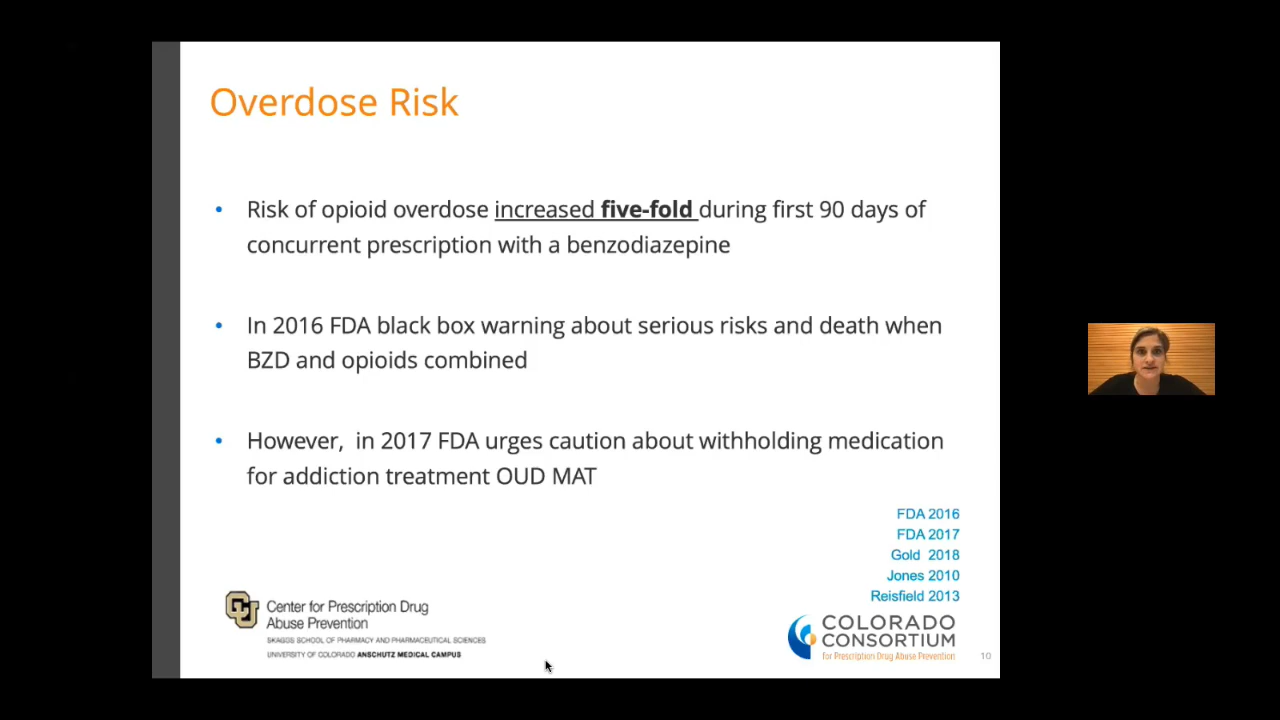 Overdose Risk
• Risk of opioid overdose increased five-fold during first 90 days of
concurrent prescription with a benzodiazepine
• In 2016 FDA black box warning about serious risks and death when
BZD and opioids combined
• However,  in 2017 FDA urges caution about withholding medication
for addiction treatment OUD MAT
FDA 2016
FDA 2017
Gold  2018
Jones 2010
Reisfield 2013
CU
Center for Prescription Drug
Abuse Prevention
SKAGGS SCHOOL OF PHARMACY AND PHARMACEUTICAL SCIENCES
UNIVERSITY OF COLORADO ANSCHUTZ MEDICAL CAMPUS
COLORADO
CONSORTIUM
for Prescription Drug Abuse Prevention
10